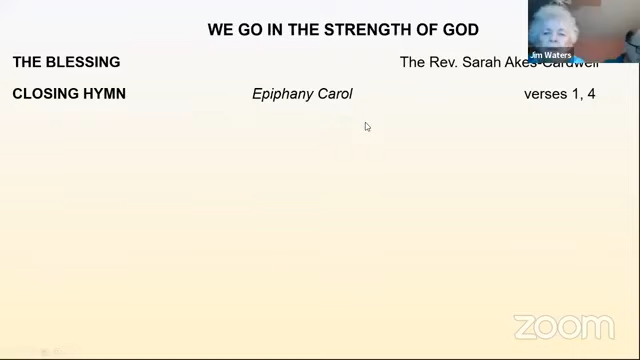 WE GO IN THE STRENGTH OF GOD
Jim Waters
THE BLESSING The Rev. Sarah Akes-Cardwell
CLOSING HYMN Epiphany Carol verses 1, 4
zoom